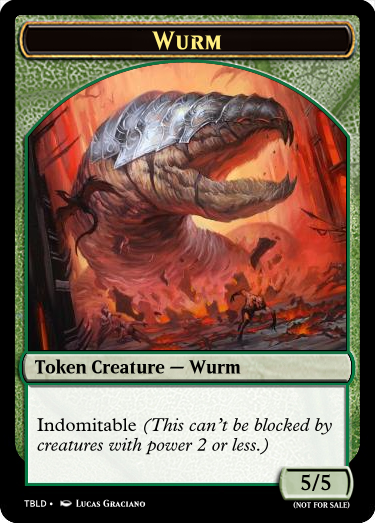 Wurm
Token Creature — Wurm
Indomitable (This can't be blocked by
creatures with power 2 or less.)
5/5
TBLD • Lucas Graciano
(NOT FOR SALE)